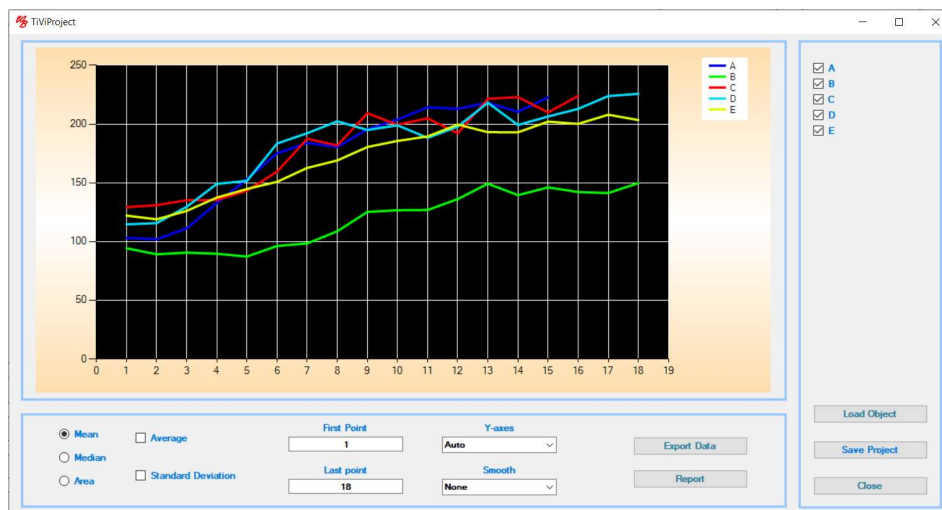 TiViProject
250
200
150
100
50
0
0 1 2 3 4 5 6 7 8 9 10 11 12 13 14 15 16 17 18 19
A
B
C
D
E
A
B
C
D
E
Load Object
Save Project
Close
Mean
Median
Area
Average
Standard Deviation
First Point
1
Last point
18
Y-axes
Auto
Smooth
None
Export Data
Report